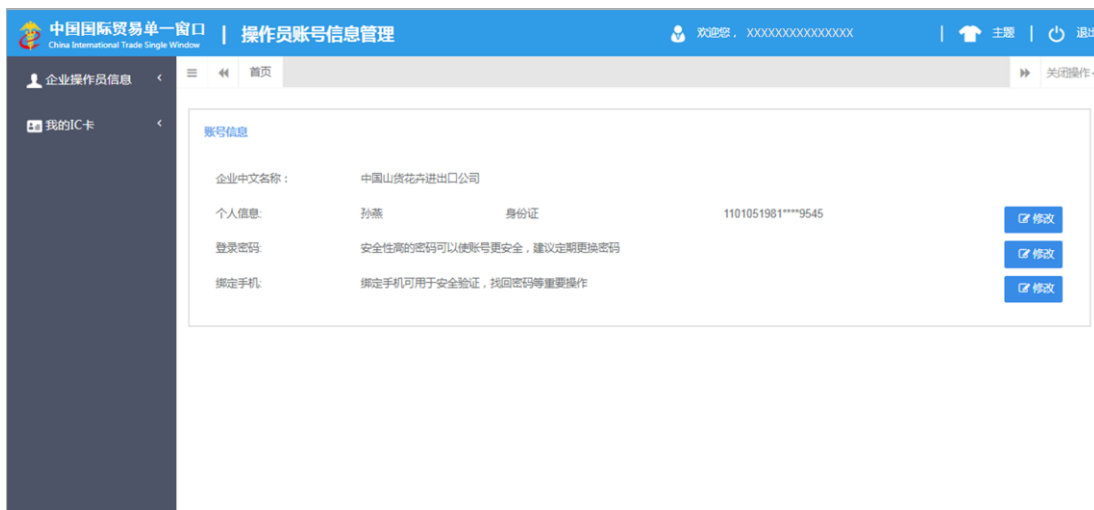 中国国际贸易单一窗口 | 操作员账号信息管理 欢迎您， XXXXXXXXXXXXXXX | 主题 | 退出
China International Trade Single Window
企业操作员信息 首页 关闭操作
我的IC卡
账号信息
企业中文名称： 中国山货花卉进出口公司
个人信息: 孙燕 身份证 1101051981****9545 修改
登录密码: 安全性高的密码可以使账号更安全，建议定期更换密码 修改
绑定手机: 绑定手机可用于安全验证，找回密码等重要操作 修改